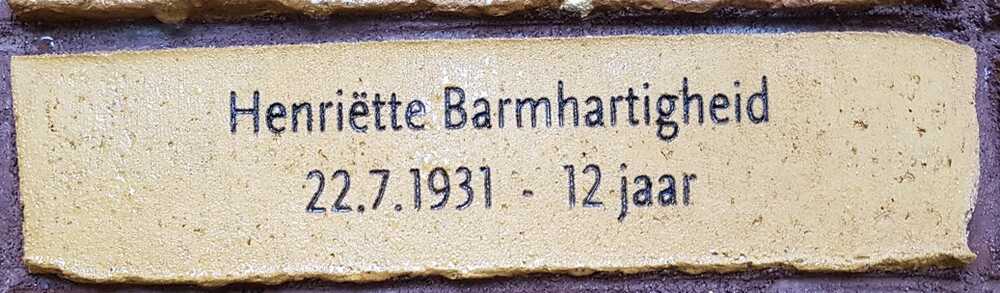 Henriëtte Barmhartigheid
22.7.1931 - 12 jaar